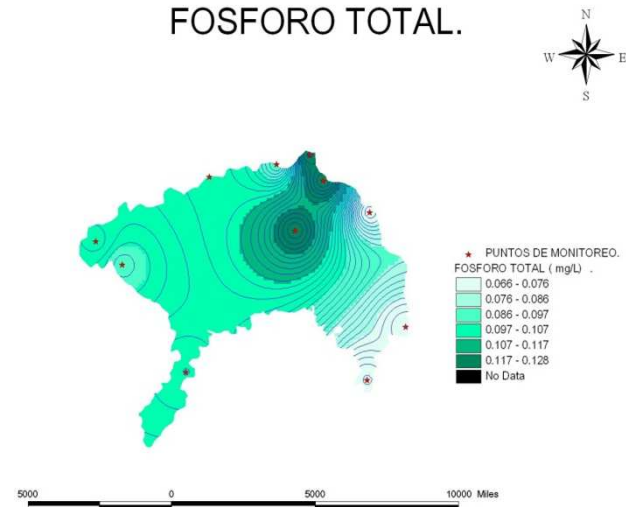 FOSFORO TOTAL.
N
W E
S
PUNTOS DE MONITOREO.
FOSFORO TOTAL ( mg/L) .
0.066 - 0.076
0.076 - 0.086
0.086 - 0.097
0.097 - 0.107
0.107 - 0.117
0.117 - 0.128
No Data
5000 0 5000 10000 Miles